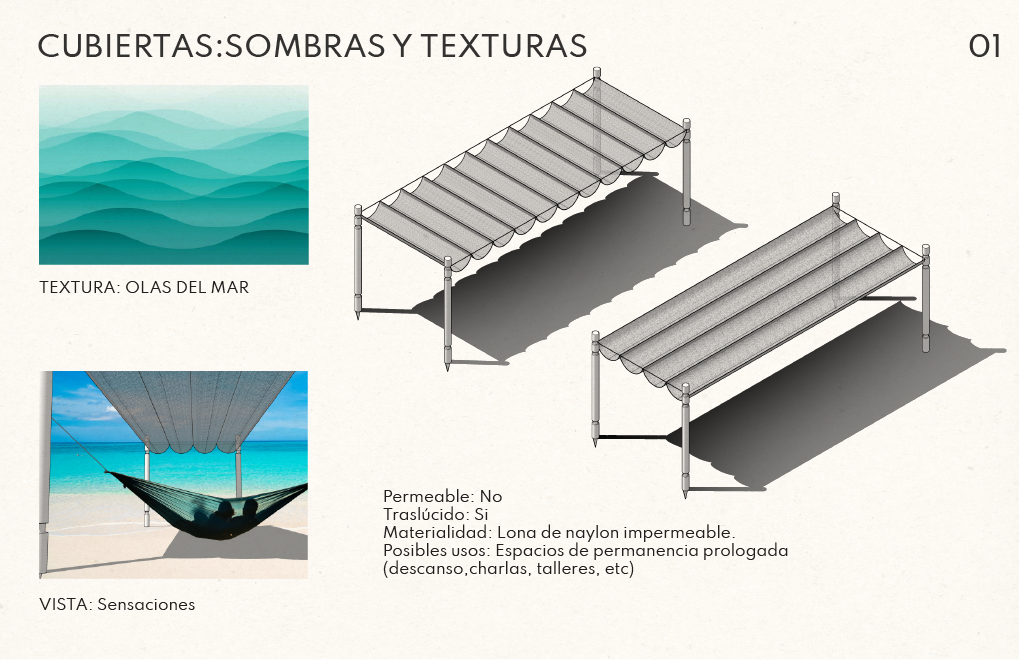 CUBIERTAS:SOMBRAS Y TEXTURAS
01
TEXTURA: OLAS DEL MAR
Permeable: No
Traslúcido: Si
Materialidad: Lona de naylon impermeable.
Posibles usos: Espacios de permanencia prologada
(descanso,charlas, talleres, etc)
VISTA: Sensaciones